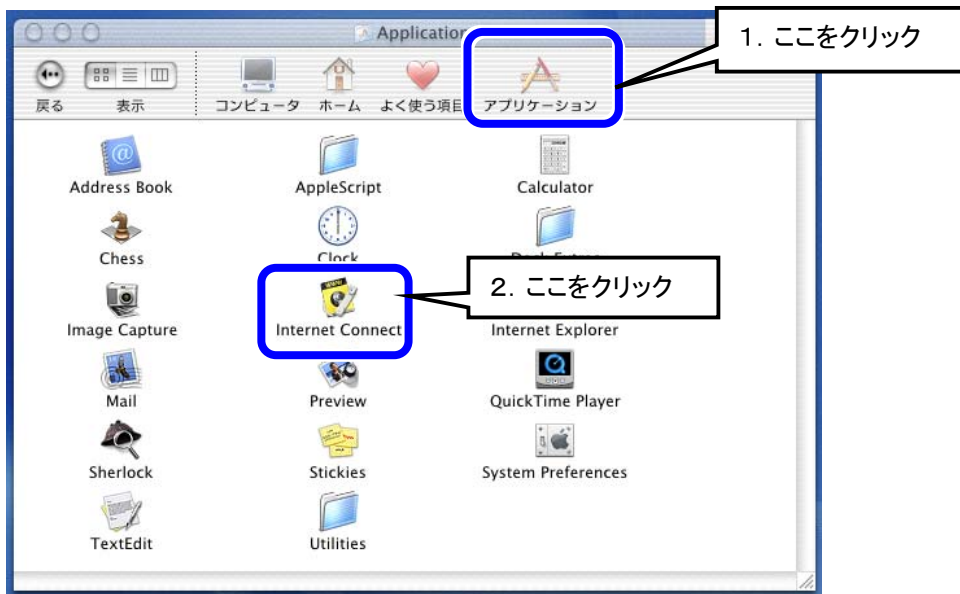 Application
1. ここをクリック
戻る 表示 コンピュータ ホーム よく使う項目 アプリケーション
Address Book AppleScript Calculator
Chess Clock
2. ここをクリック
Image Capture Internet Connect Internet Explorer
Mail Preview QuickTime Player
Sherlock Stickies System Preferences
TextEdit Utilities